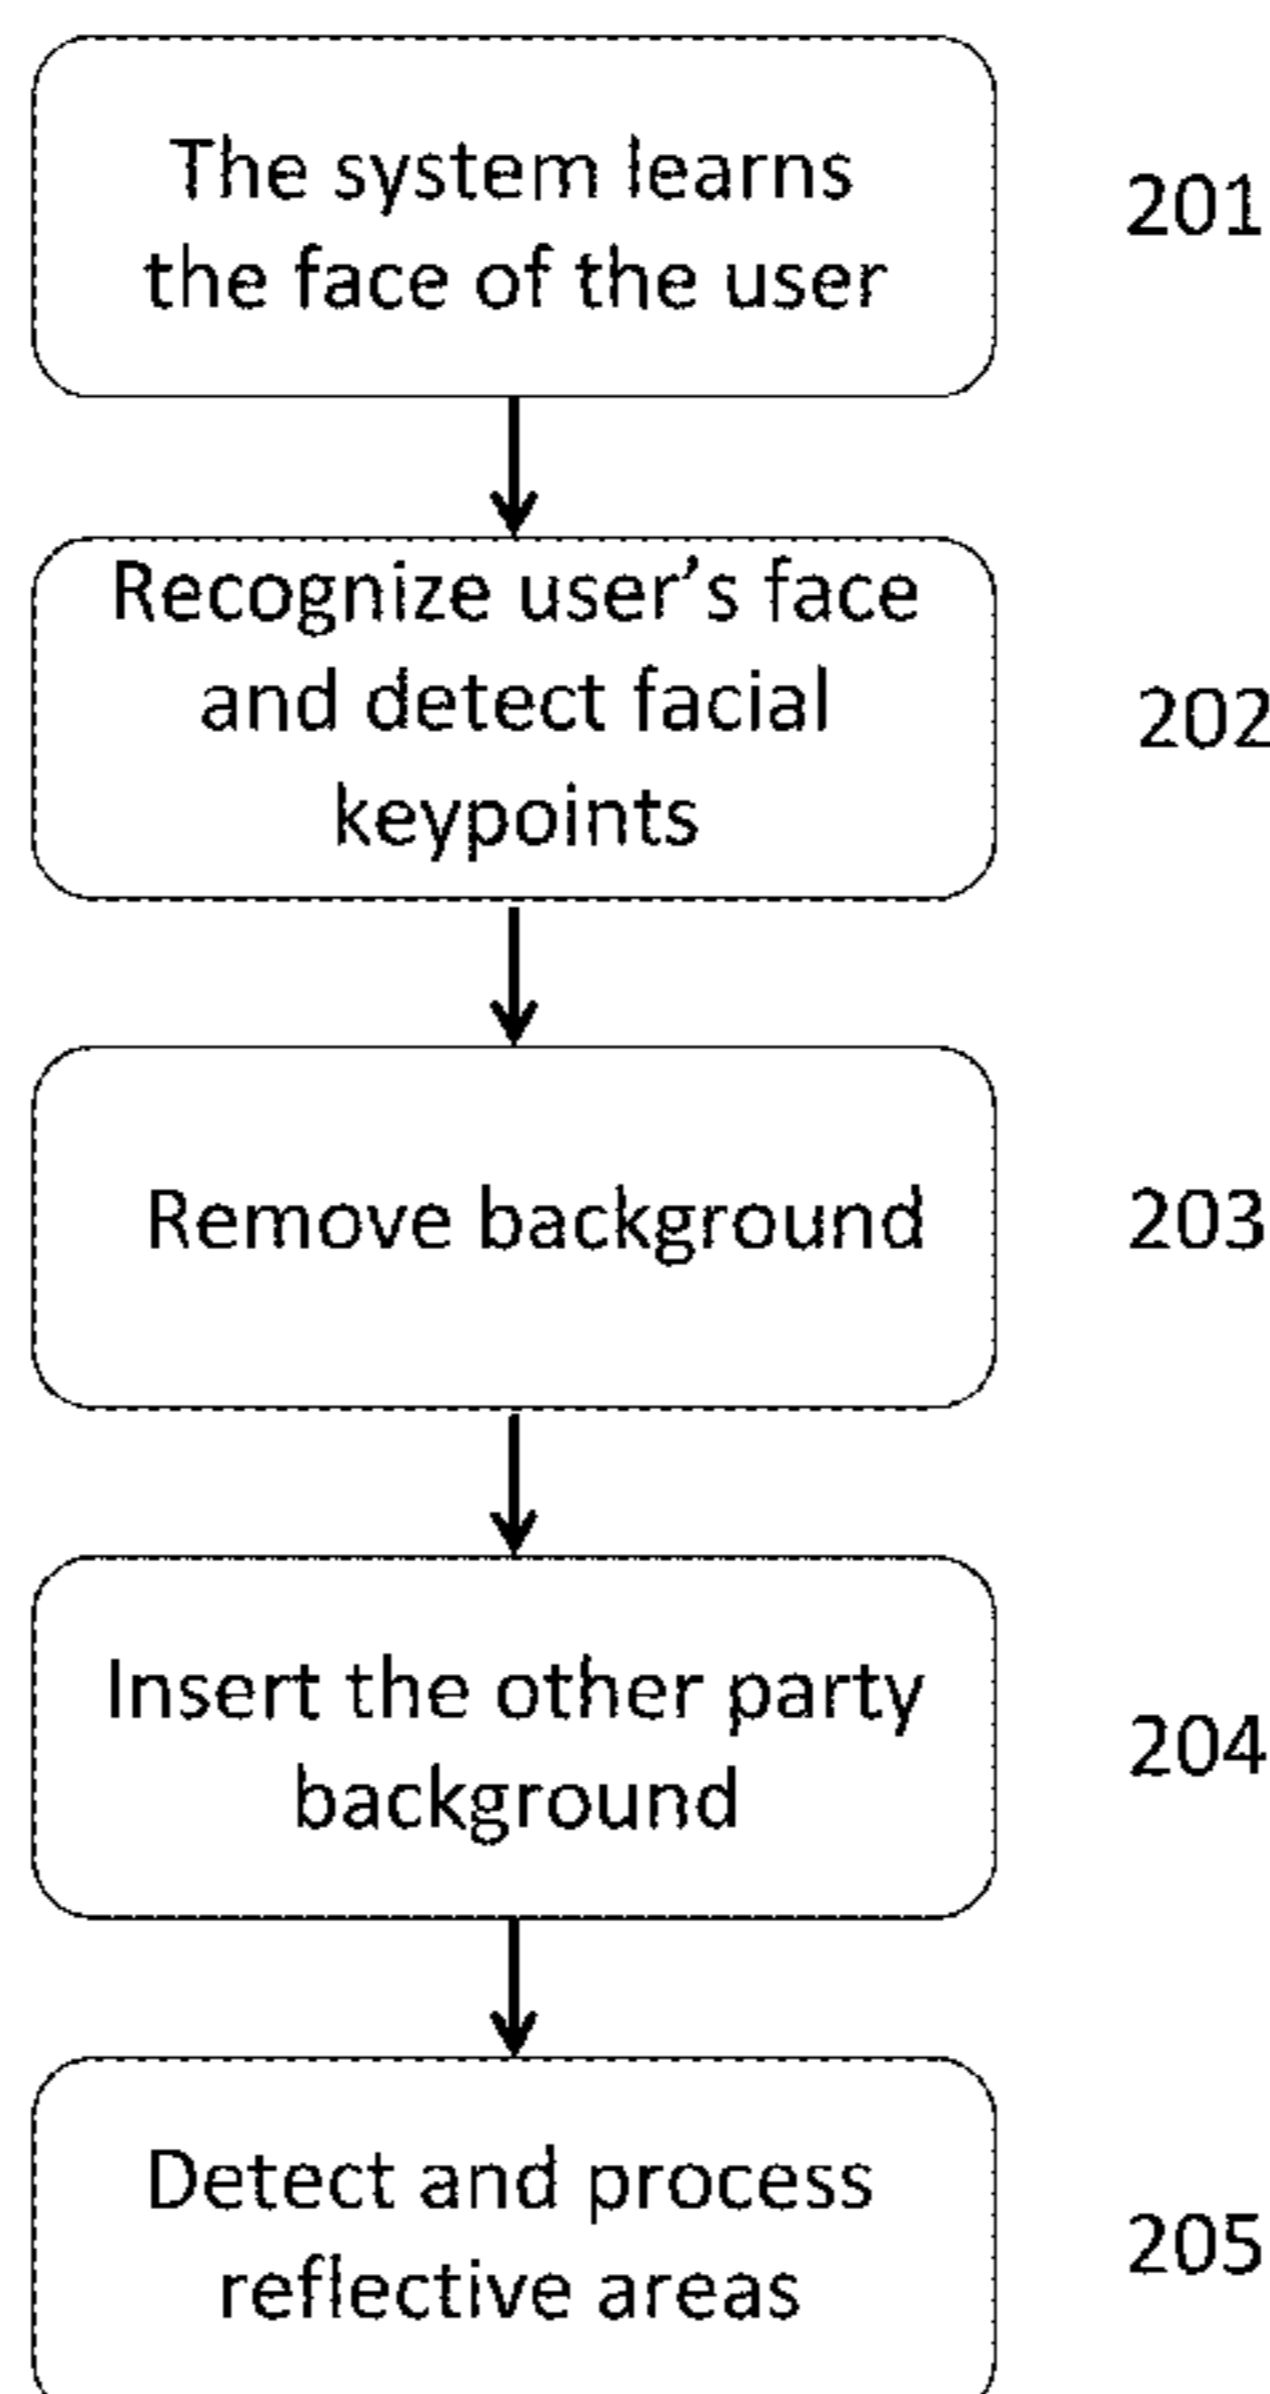 The system learns
the face of the user
201
Recognize user's face
and detect facial
keypoints
202
Remove background
203
Insert the other party
background
204
Detect and process
reflective areas
205